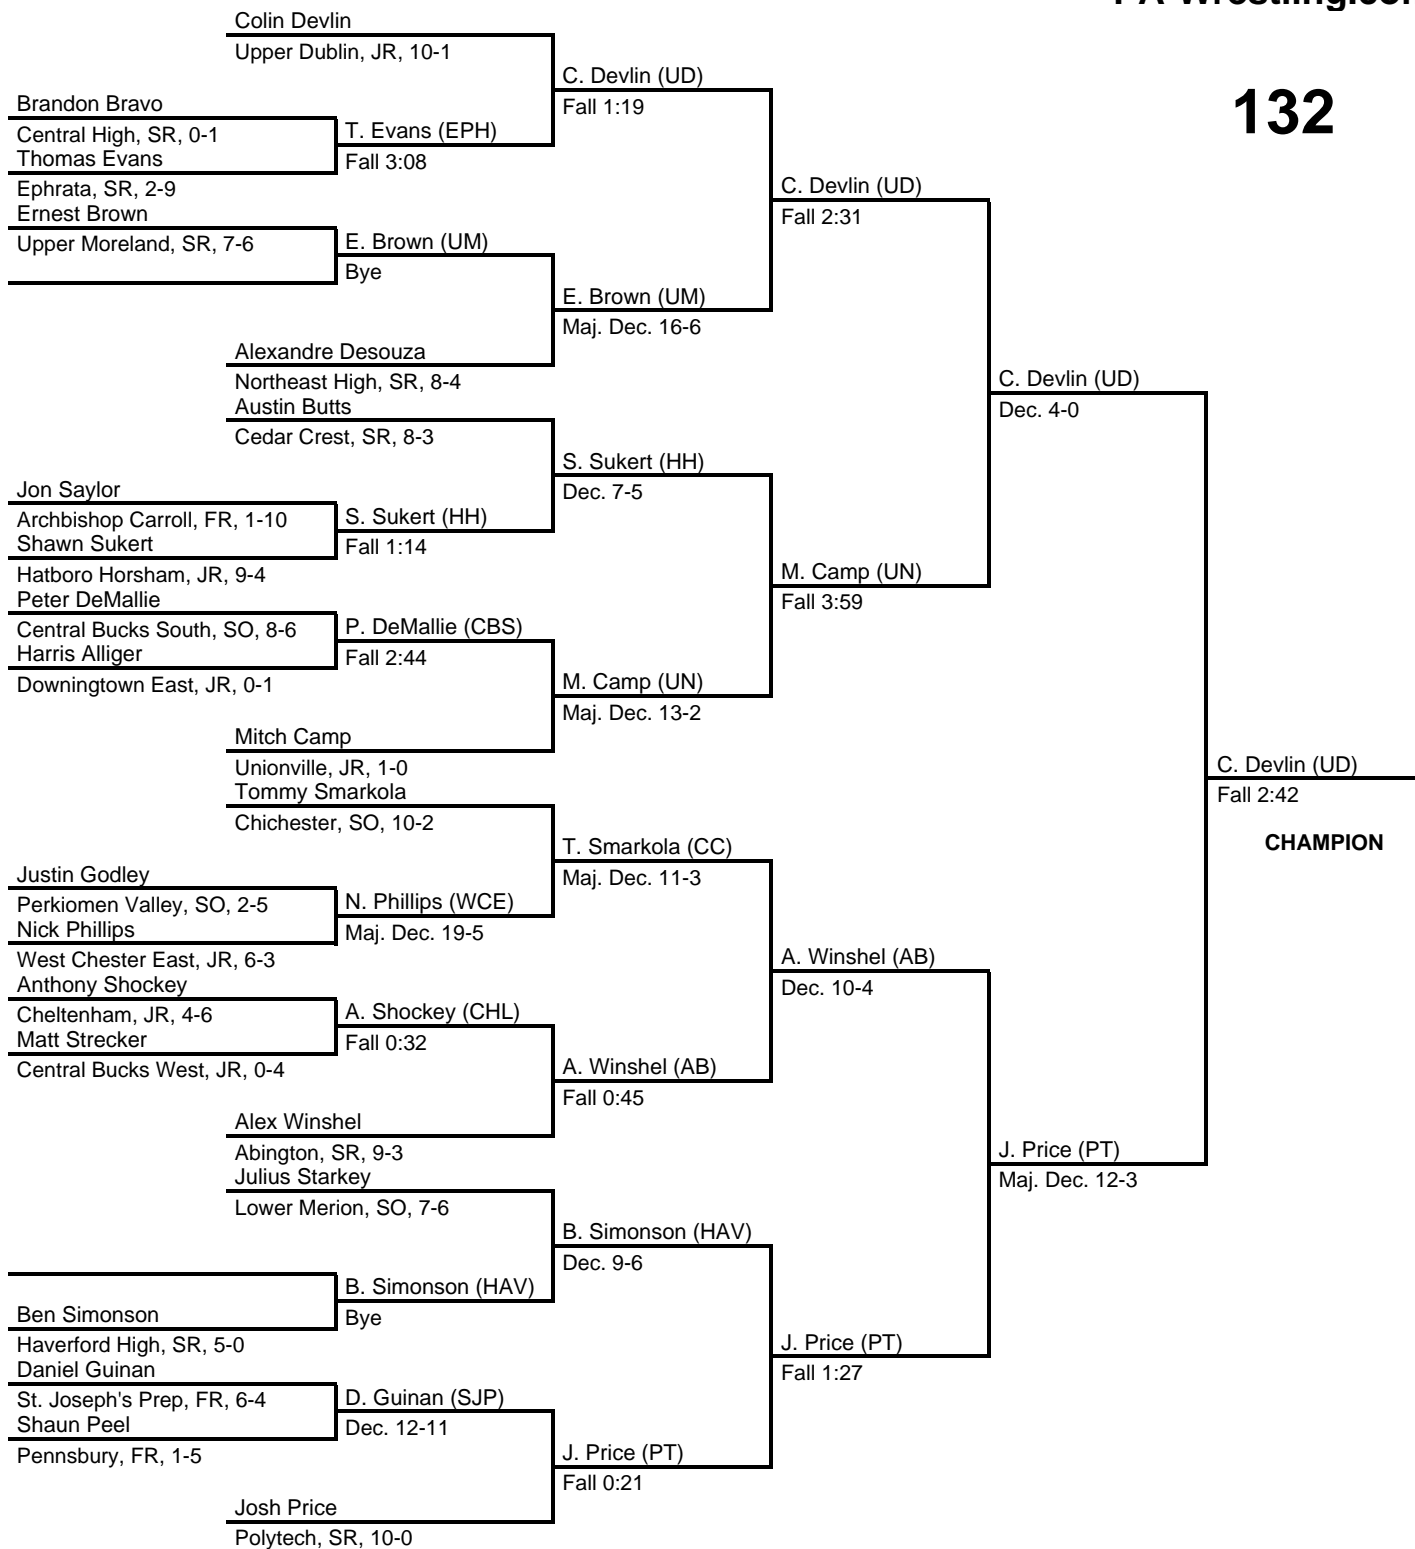 Colin Devlin
Upper Dublin, JR, 10-1
C. Devlin (UD)
Fall 1:19
132
Brandon Bravo
Central High, SR, 0-1
Thomas Evans
Ephrata, SR, 2-9
T. Evans (EPH)
Fall 3:08
C. Devlin (UD)
Fall 2:31
Ernest Brown
Upper Moreland, SR, 7-6
E. Brown (UM)
Bye
E. Brown (UM)
Maj. Dec. 16-6
Alexandre Desouza
Northeast High, SR, 8-4
C. Devlin (UD)
Dec. 4-0
Austin Butts
Cedar Crest, SR, 8-3
S. Sukert (HH)
Dec. 7-5
Jon Saylor
Archbishop Carroll, FR, 1-10
Shawn Sukert
Hatboro Horsham, JR, 9-4
S. Sukert (HH)
Fall 1:14
M. Camp (UN)
Fall 3:59
Peter DeMallie
Central Bucks South, SO, 8-6
Harris Alliger
Downingtown East, JR, 0-1
P. DeMallie (CBS)
Fall 2:44
M. Camp (UN)
Maj. Dec. 13-2
Mitch Camp
Unionville, JR, 1-0
C. Devlin (UD)
Fall 2:42
CHAMPION
Tommy Smarkola
Chichester, SO, 10-2
T. Smarkola (CC)
Maj. Dec. 11-3
Justin Godley
Perkiomen Valley, SO, 2-5
Nick Phillips
West Chester East, JR, 6-3
N. Phillips (WCE)
Maj. Dec. 19-5
A. Winshel (AB)
Dec. 10-4
Anthony Shockey
Cheltenham, JR, 4-6
Matt Strecker
Central Bucks West, JR, 0-4
A. Shockey (CHL)
Fall 0:32
A. Winshel (AB)
Fall 0:45
Alex Winshel
Abington, SR, 9-3
J. Price (PT)
Maj. Dec. 12-3
Julius Starkey
Lower Merion, SO, 7-6
B. Simonson (HAV)
Dec. 9-6
B. Simonson (HAV)
Bye
Ben Simonson
Haverford High, SR, 5-0
J. Price (PT)
Fall 1:27
Daniel Guinan
St. Joseph's Prep, FR, 6-4
Shaun Peel
Pennsbury, FR, 1-5
D. Guinan (SJP)
Dec. 12-11
J. Price (PT)
Fall 0:21
Josh Price
Polytech, SR, 10-0